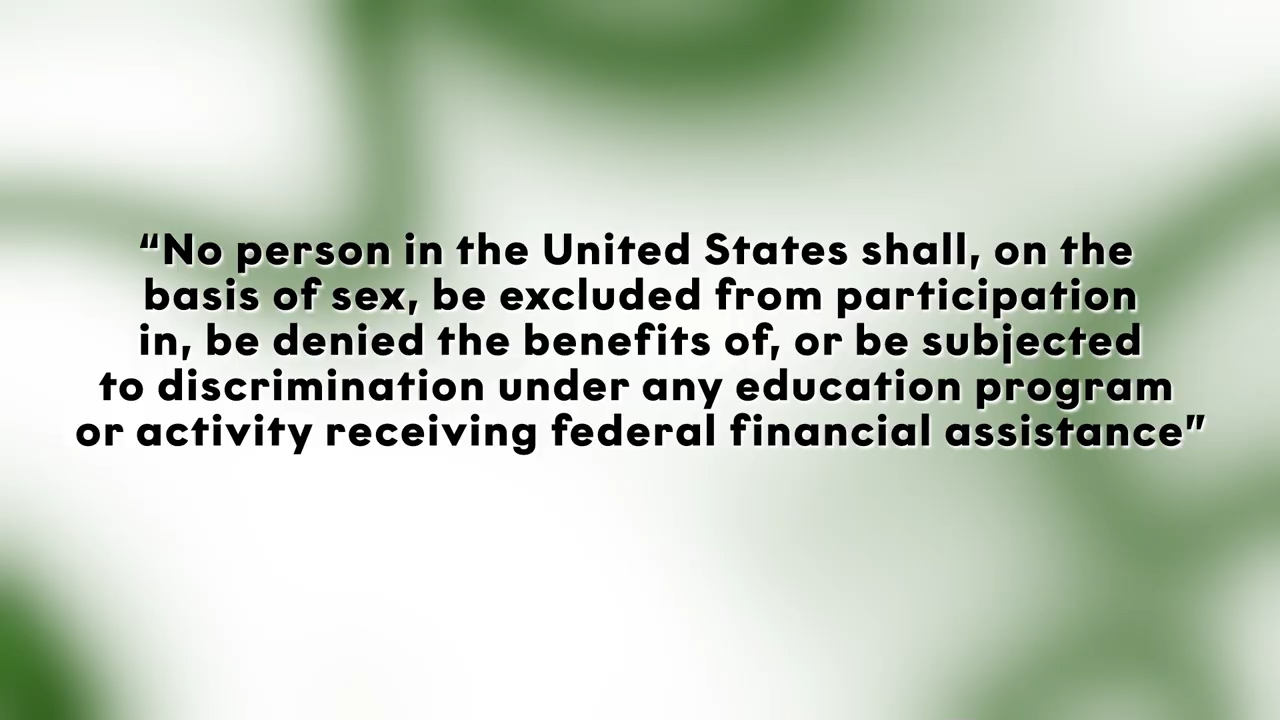 “No person in the United States shall, on the
basis of sex, be excluded from participation
in, be denied the benefits of, or be subjected
to discrimination under any education program
or activity receiving federal financial assistance”